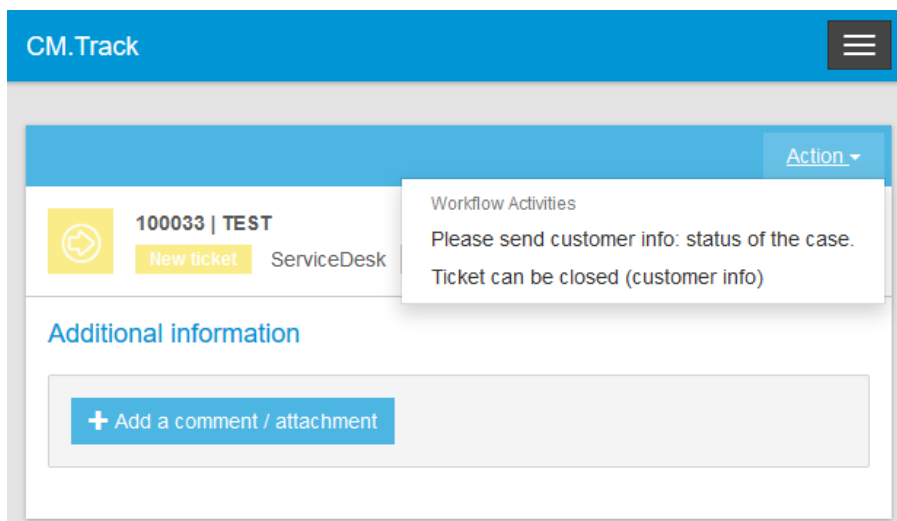 CM.Track
Action
Workflow Activities
Please send customer info: status of the case.
Ticket can be closed (customer info)
100033 | TEST
New ticket ServiceDesk
Additional information
Add a comment / attachment